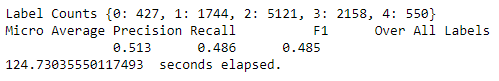 Label Counts {0: 427, 1: 1744, 2: 5121, 3: 2158, 4: 550}
Micro Average Precision Recall F1 Over All Labels
0.513 0.486 0.485
124.73035550117493 seconds elapsed.